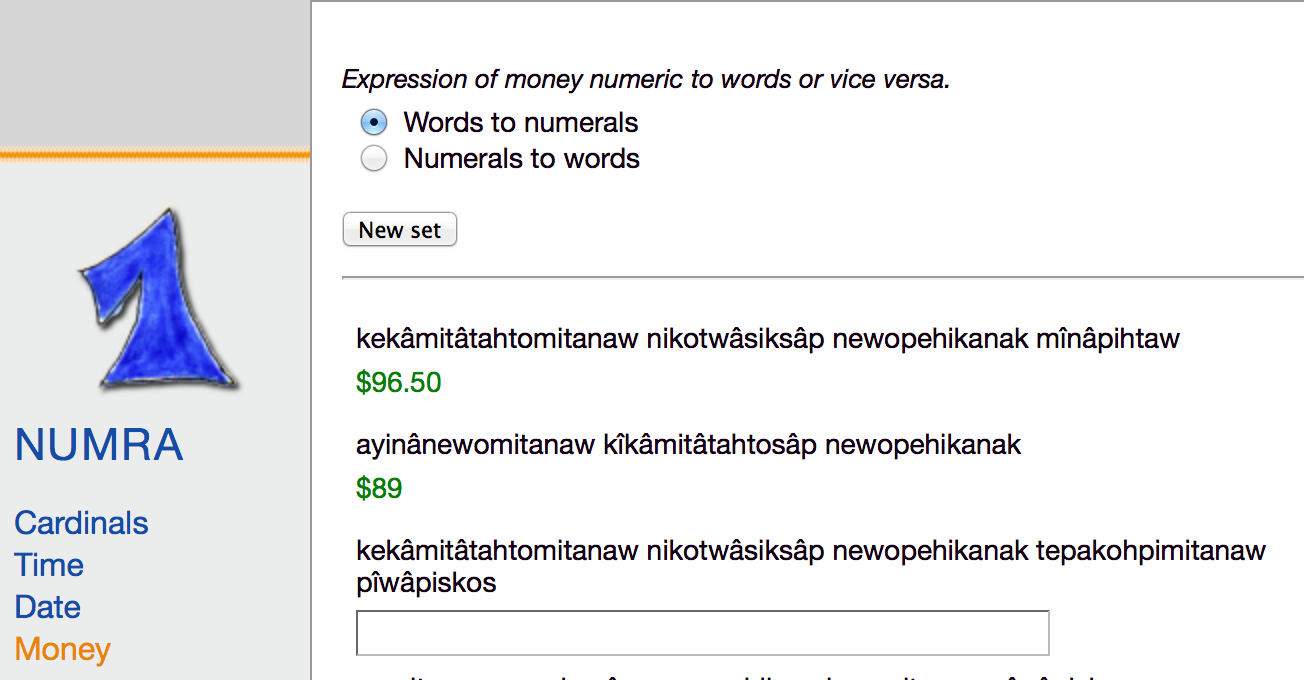 Expression of money numeric to words or vice versa.
Words to numerals
Numerals to words
New set
kekâmitâtahtomitanaw nikotwâsiksâp newopehikanak mînâpihtaw
$96.50
ayinânewomitanaw kîkâmitâtahtosâp newopehikanak
$89
kekâmitâtahtomitanaw nikotwâsiksâp newopehikanak tepakohpimitanaw
pîwâpiskos
NUMRA
Cardinals
Time
Date
Money